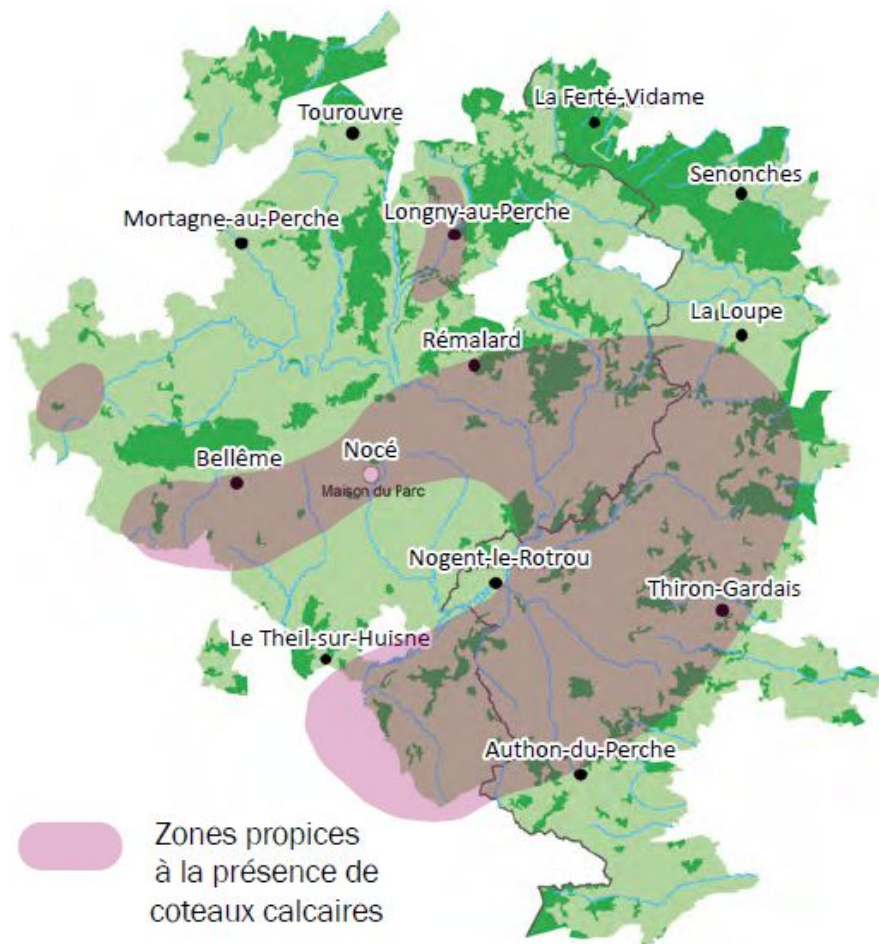 La Ferté-Vidame
Tourouvre
Senonches
Longny-au-Perche
Mortagne-au-Perche
La Loupe
Rémalard
Nocé
Bellême
Maison du Parc
Nogent-le-Rotrou
Thiron-Gardais
Le Theil-sur-Huisne
Authon-du-Perche
Zones propices
à la présence de
coteaux calcaires